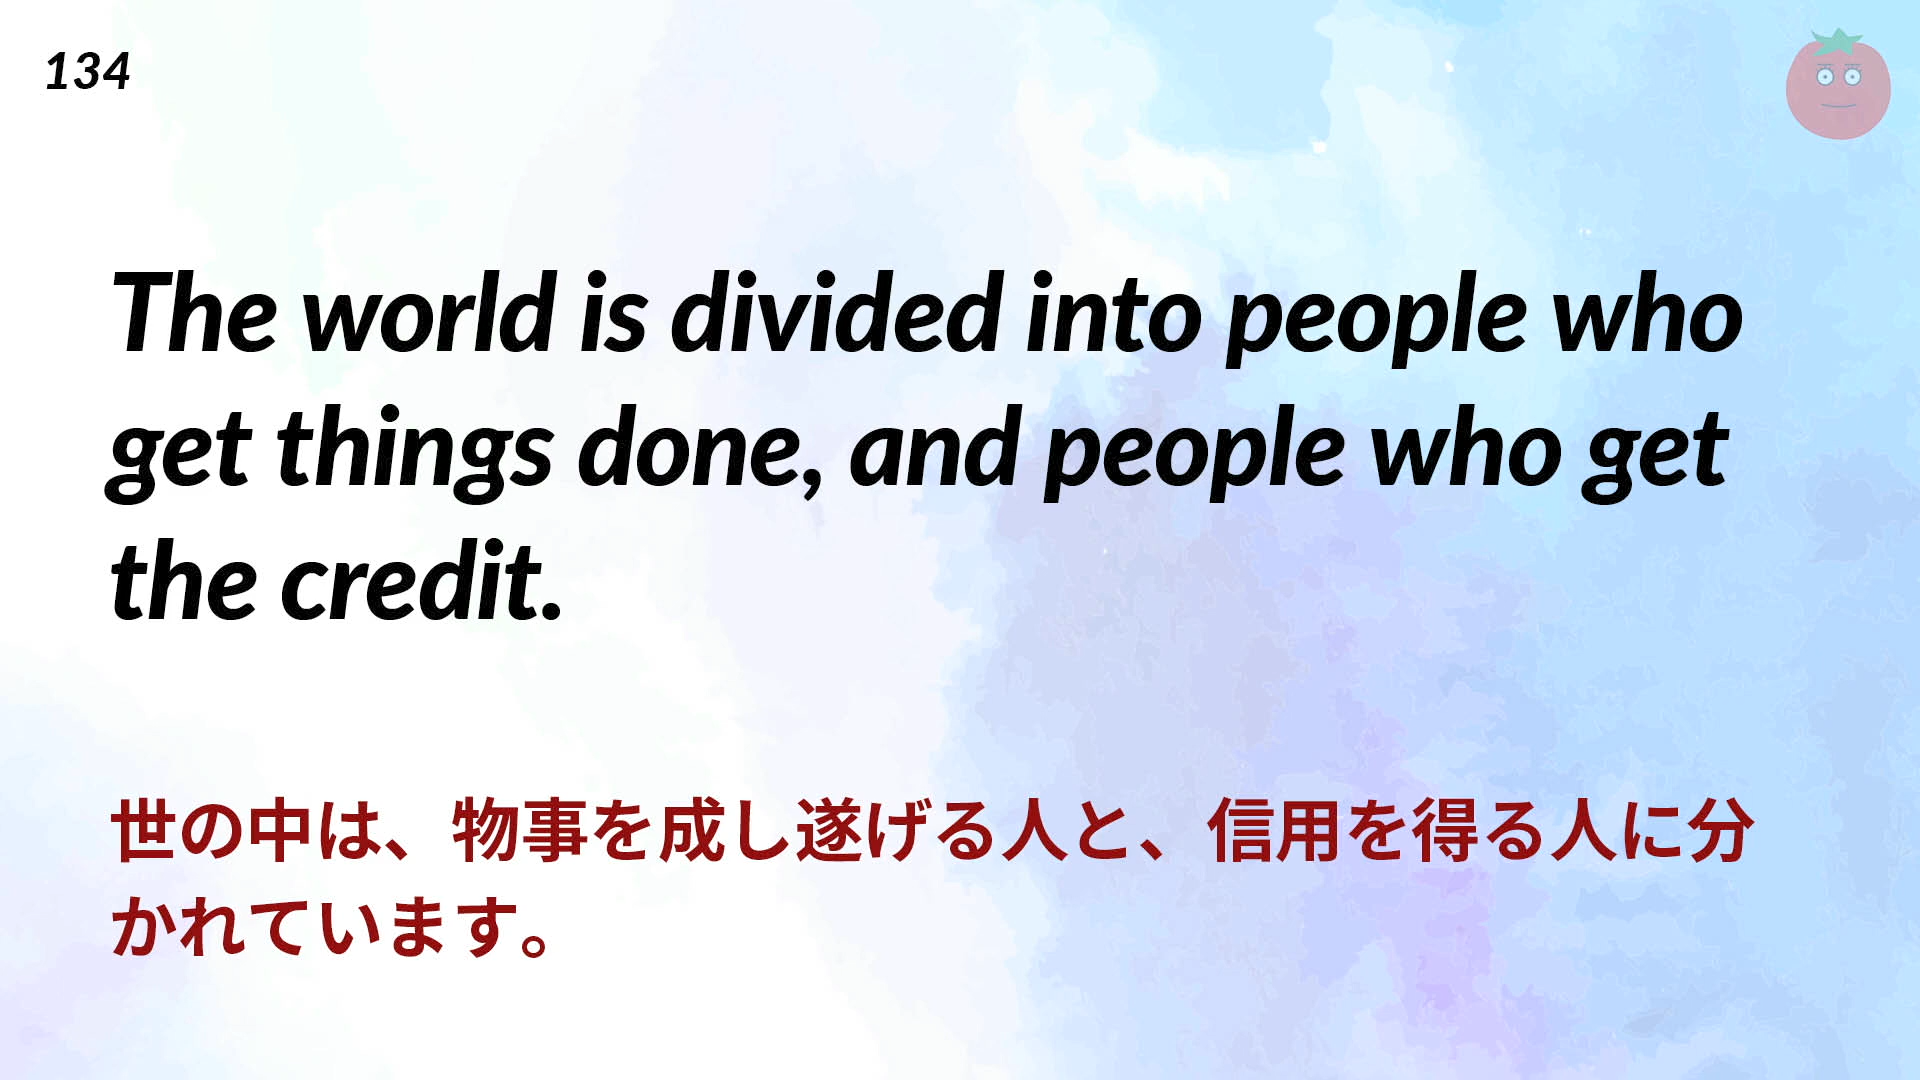 134
The world is divided into people who
get things done, and people who get
the credit.
世の中は、物事を成し遂げる人と、信用を得る人に分
かれています。